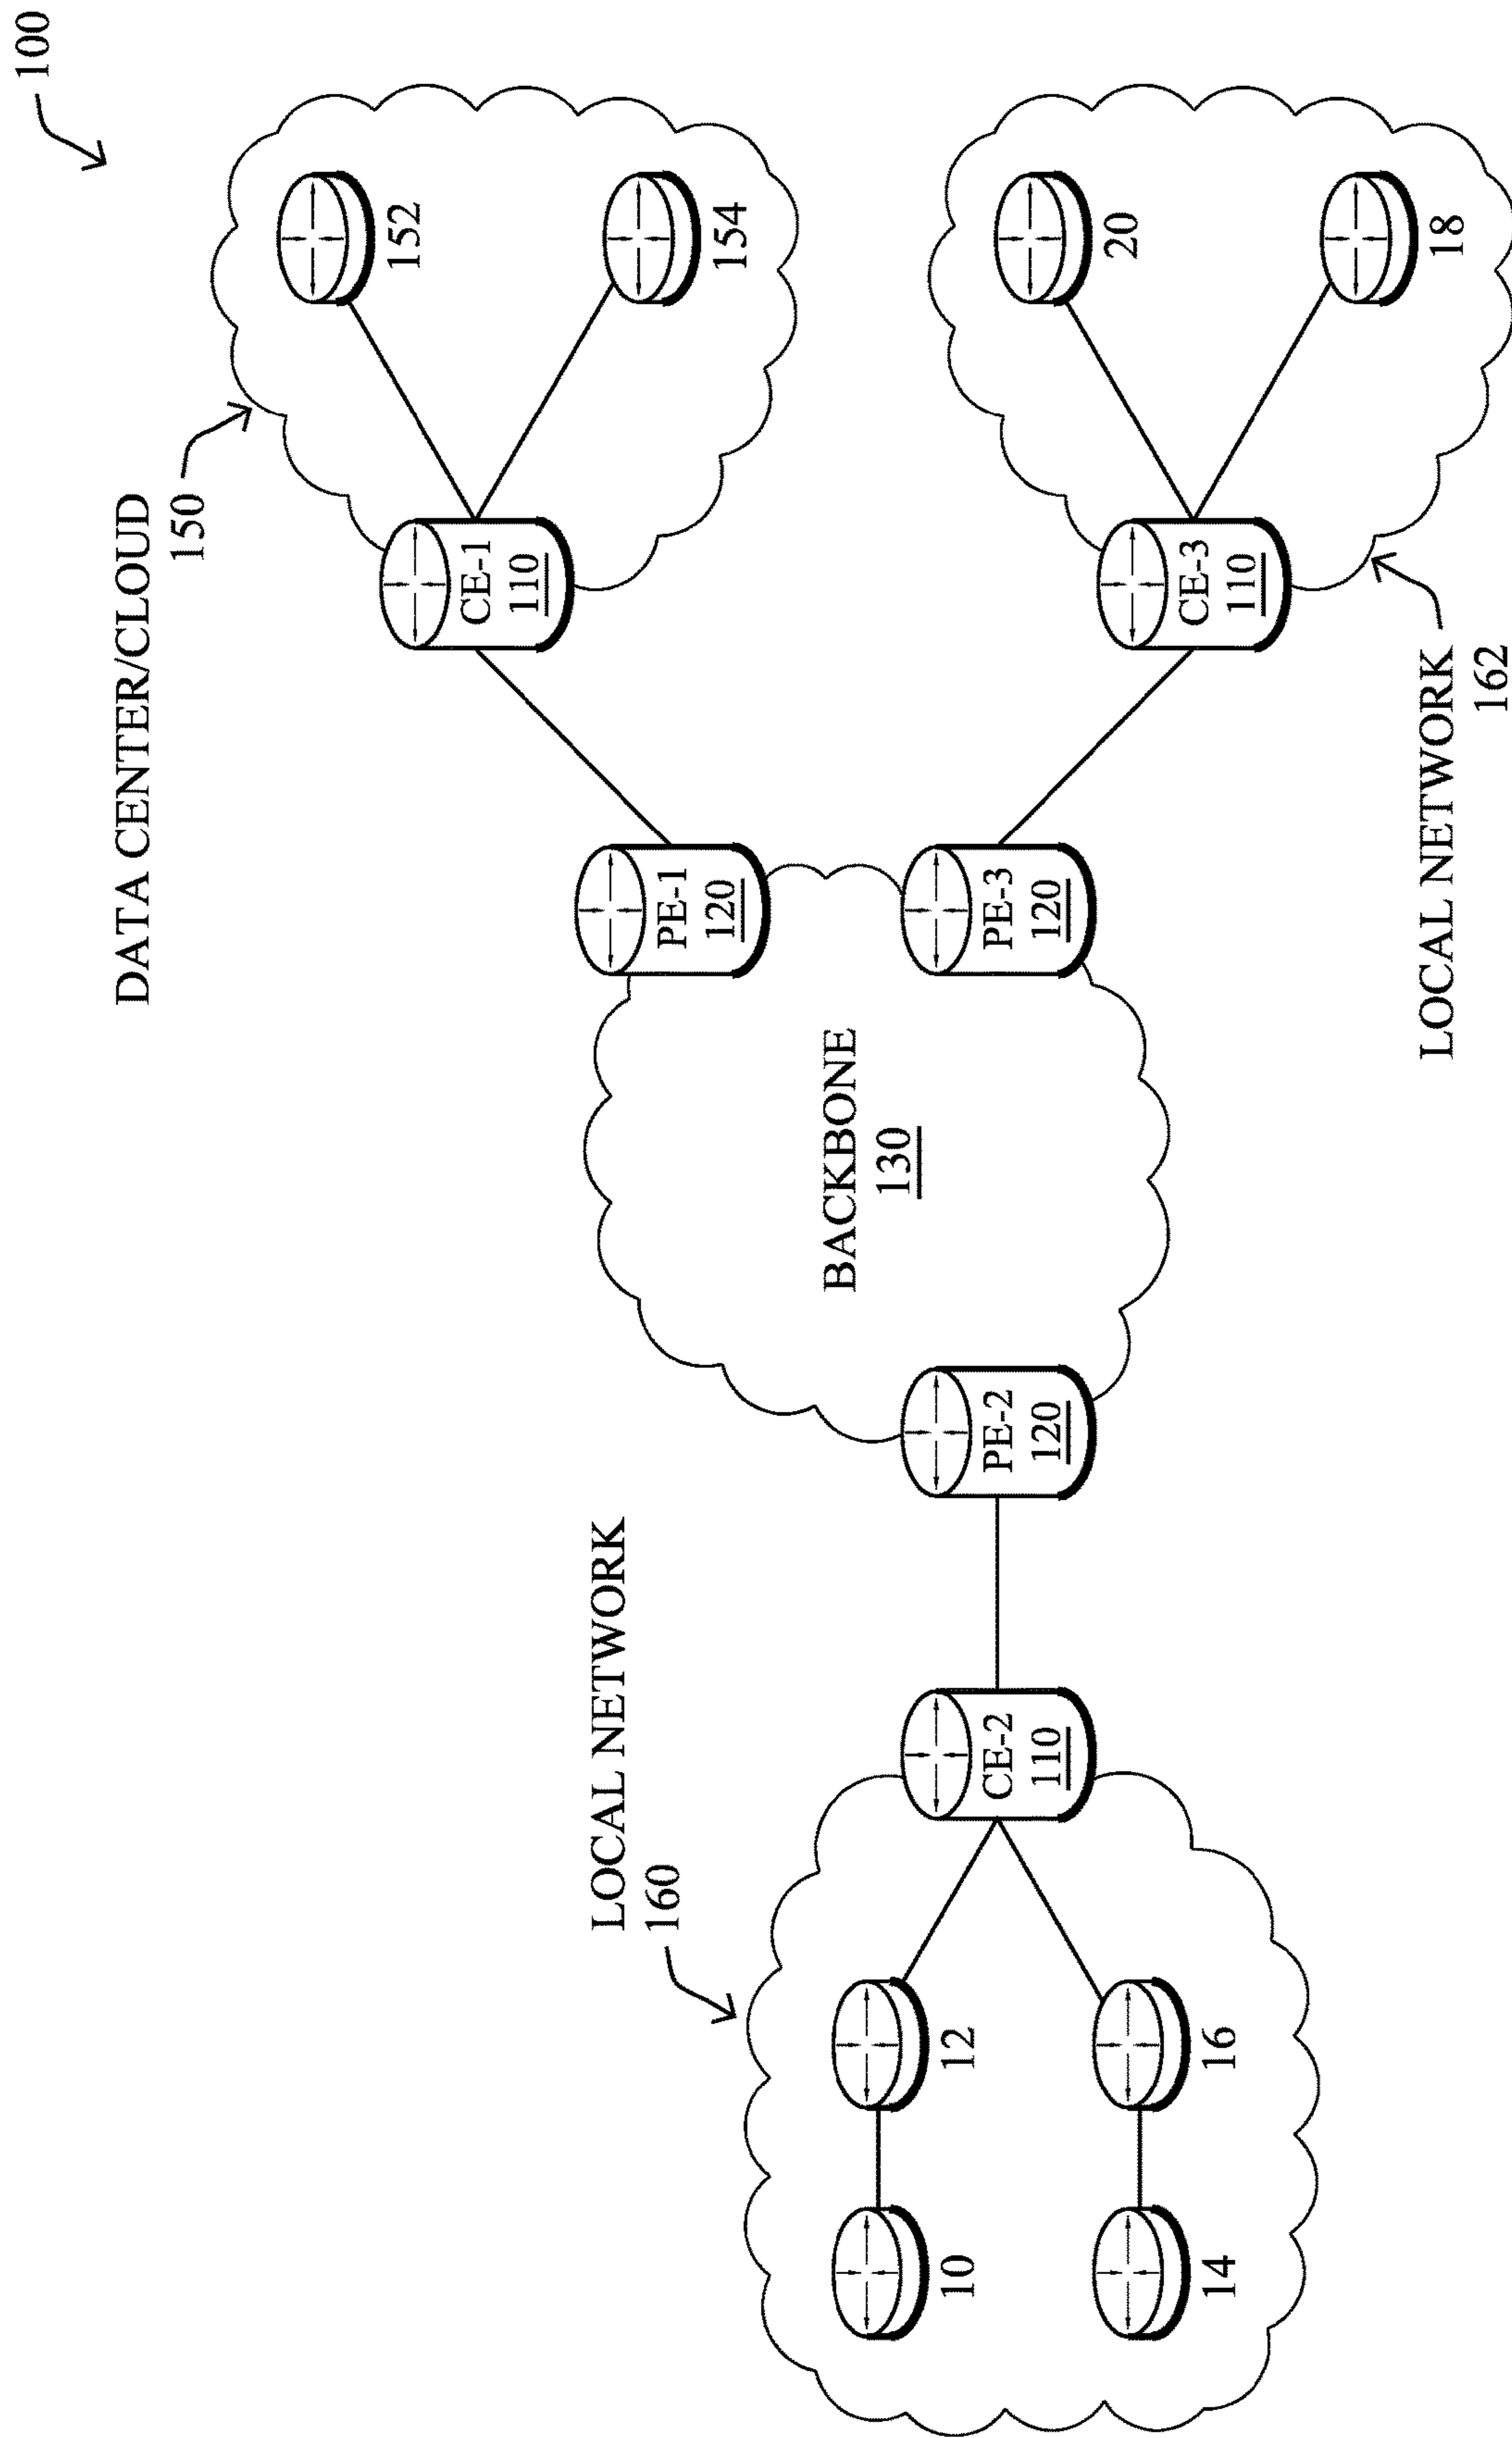 100
DATA CENTER/CLOUD
150
152
154
CE-1
110
PE-1
120
LOCAL NETWORK
160
BACKBONE
130
10
12
CE-2
110
PE-2
120
PE-3
120
CE-3
110
20
14
16
18
LOCAL NETWORK
162